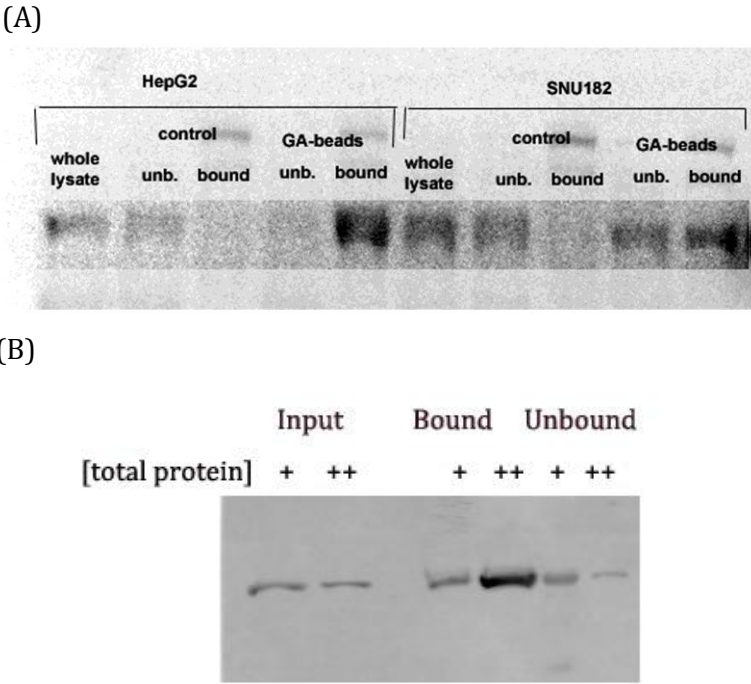 (A)
HepG2
SNU182
control
GA-beads
control
GA-beads
whole
lysate
unb.
bound
unb.
bound
whole
lysate
unb.
bound
unb.
bound
(B)
Input Bound Unbound
[total protein] + ++ + ++ + ++